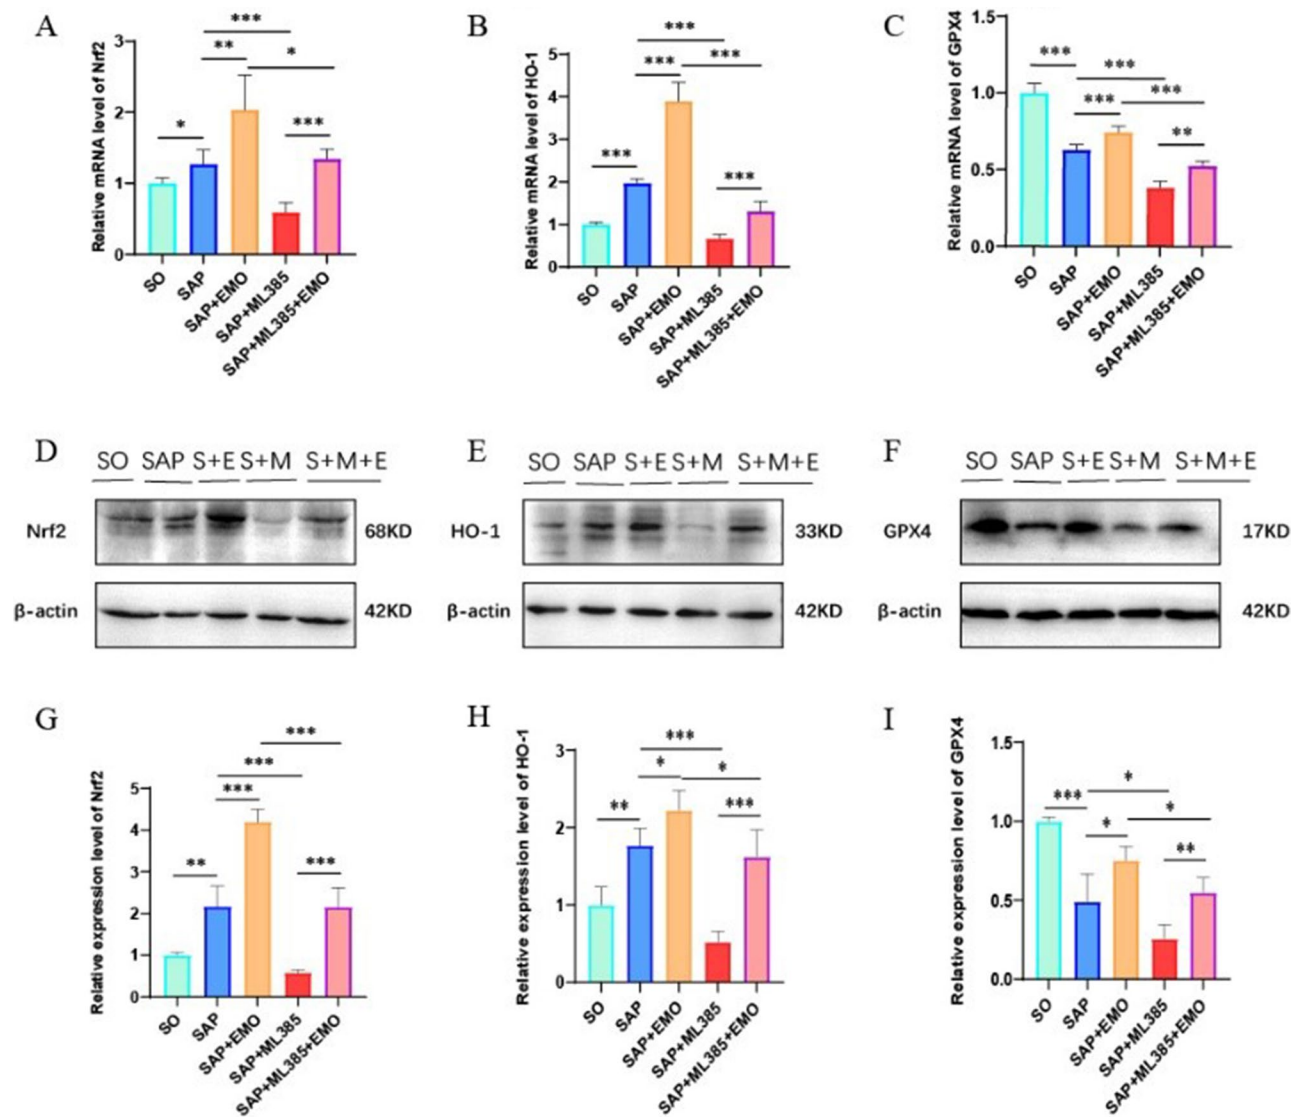 A
Relative mRNA level of Nrf2
3
2
1
0
***
**
*
*
***
SO
SAP
SAP+EMO
SAP+ML385
SAP+ML385+EMO
B
Relative mRNA level of HO-1
5
4
3
2
1
0
***
***
***
***
***
SO
SAP
SAP+EMO
SAP+ML385
SAP+ML385+EMO
C
Relative mRNA level of GPX4
1.5
1.0
0.5
0.0
***
***
***
***
**
SO
SAP
SAP+EMO
SAP+ML385
SAP+ML385+EMO
D
SO SAP S+E S+M S+M+E
Nrf2 68KD
β-actin 42KD
E
SO SAP S+E S+M S+M+E
HO-1 33KD
β-actin 42KD
F
SO SAP S+E S+M S+M+E
GPX4 17KD
β-actin 42KD
G
Relative expression level of Nrf2
5
4
3
2
1
0
***
***
***
**
***
SO
SAP
SAP+EMO
SAP+ML385
SAP+ML385+EMO
H
Relative expression level of HO-1
3
2
1
0
***
*
*
**
***
SO
SAP
SAP+EMO
SAP+ML385
SAP+ML385+EMO
I
Relative expression level of GPX4
1.5
1.0
0.5
0.0
*
***
*
*
**
SO
SAP
SAP+EMO
SAP+ML385
SAP+ML385+EMO